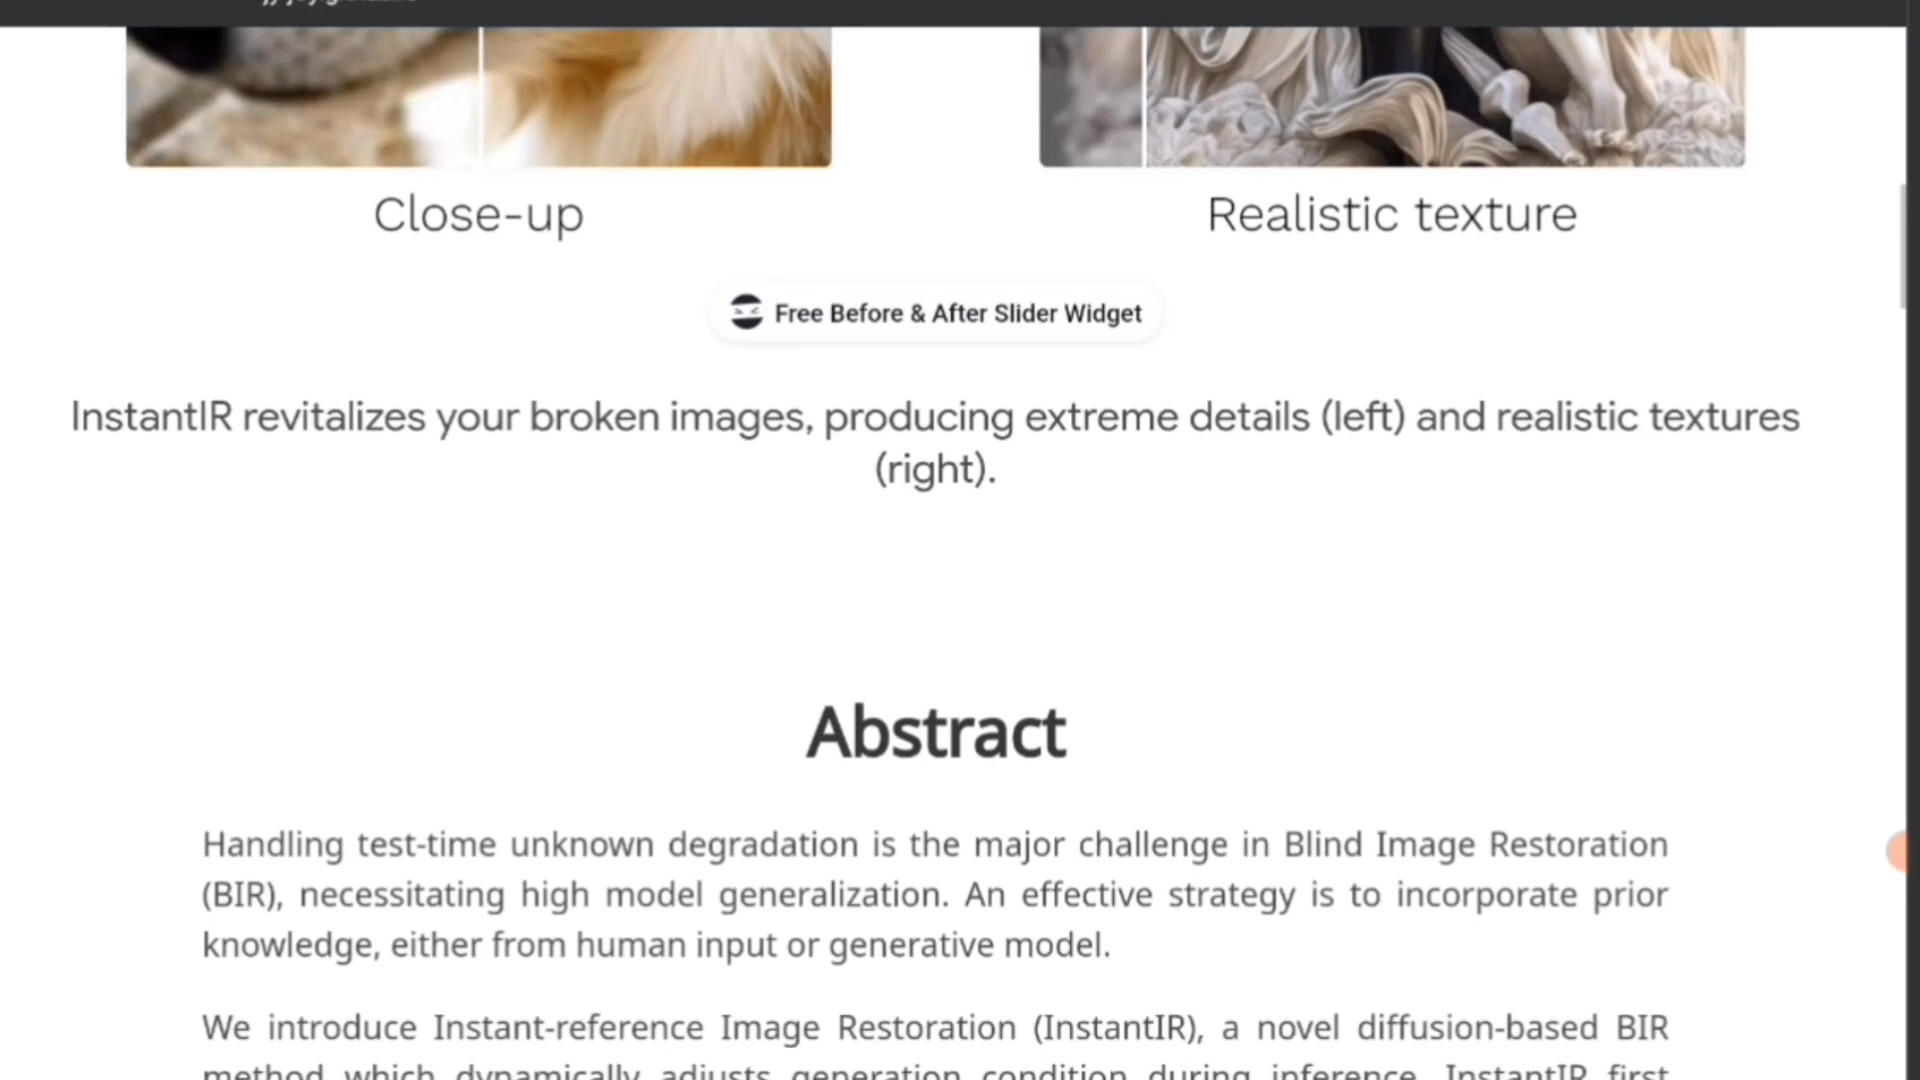 Close-up
Realistic texture
Free Before & After Slider Widget
InstantIR revitalizes your broken images, producing extreme details (left) and realistic textures
(right).
Abstract
Handling test-time unknown degradation is the major challenge in Blind Image Restoration
(BIR), necessitating high model generalization. An effective strategy is to incorporate prior
knowledge, either from human input or generative model.
We introduce Instant-reference Image Restoration (InstantIR), a novel diffusion-based BIR
method which dynamically adjusts generation condition during inference. InstantIR first